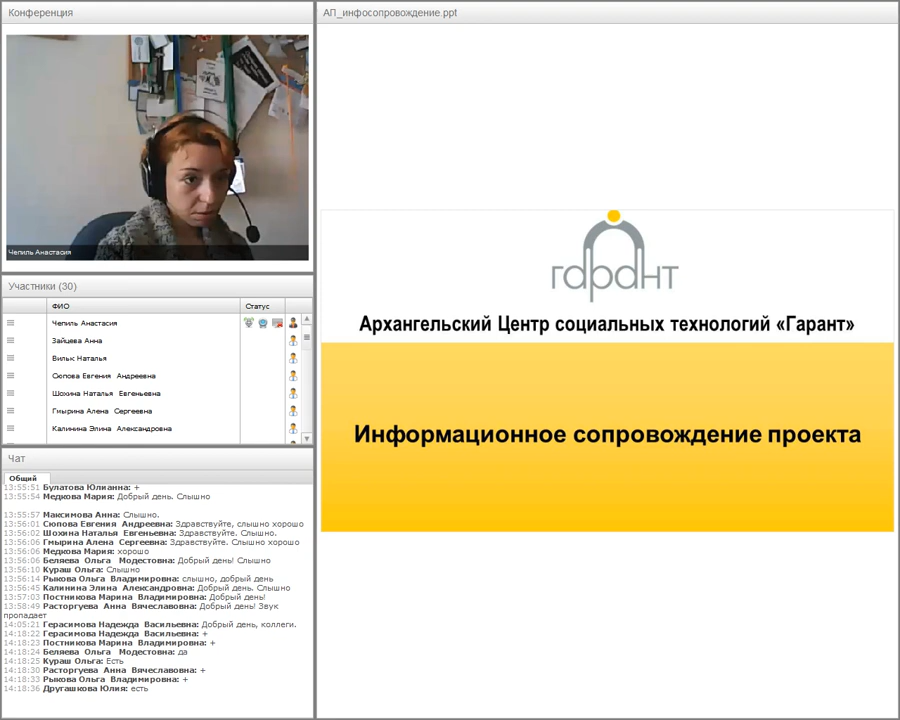 Конференция
Чепиль Анастасия
Участники (30)
ФИО Статус
Чепиль Анастасия
Зайцева Анна
Вильк Наталья
Сюпова Евгения Андреевна
Шохина Наталья Евгеньевна
Гмырина Алена Сергеевна
Калинина Элина Александровна
Чат
Общий
13:55:51 Булатова Юлианна: +
13:55:54 Медкова Мария: Добрый день. Слышно
13:55:57 Максимова Анна: Слышно.
13:56:01 Сюпова Евгения Андреевна: Здравствуйте, слышно хорошо
13:56:02 Шохина Наталья Евгеньевна: Здравствуйте. Слышно.
13:56:06 Гмырина Алена Сергеевна: Здравствуйте. Слышно хорошо
13:56:06 Медкова Мария: хорошо
13:56:06 Беляева Ольга Модестовна: Добрый день! Слышно
13:56:10 Кураш Ольга: Слышно
13:56:14 Рыкова Ольга Владимировна: слышно, добрый день
13:56:45 Калинина Элина Александровна: Добрый день. Слышно
13:57:03 Постникова Марина Владимировна: Добрый день!
13:58:49 Расторгуева Анна Вячеславовна: Добрый день! Звук
пропадает
14:05:21 Герасимова Надежда Васильевна: Добрый день, коллеги.
14:18:22 Герасимова Надежда Васильевна: +
14:18:23 Постникова Марина Владимировна: +
14:18:24 Беляева Ольга Модестовна: да
14:18:25 Кураш Ольга: Есть
14:18:30 Расторгуева Анна Вячеславовна: +
14:18:33 Рыкова Ольга Владимировна: +
14:18:36 Другашкова Юлия: есть
АП_инфосопровождение.ppt
гарант
Архангельский Центр социальных технологий «Гарант»
Информационное сопровождение проекта